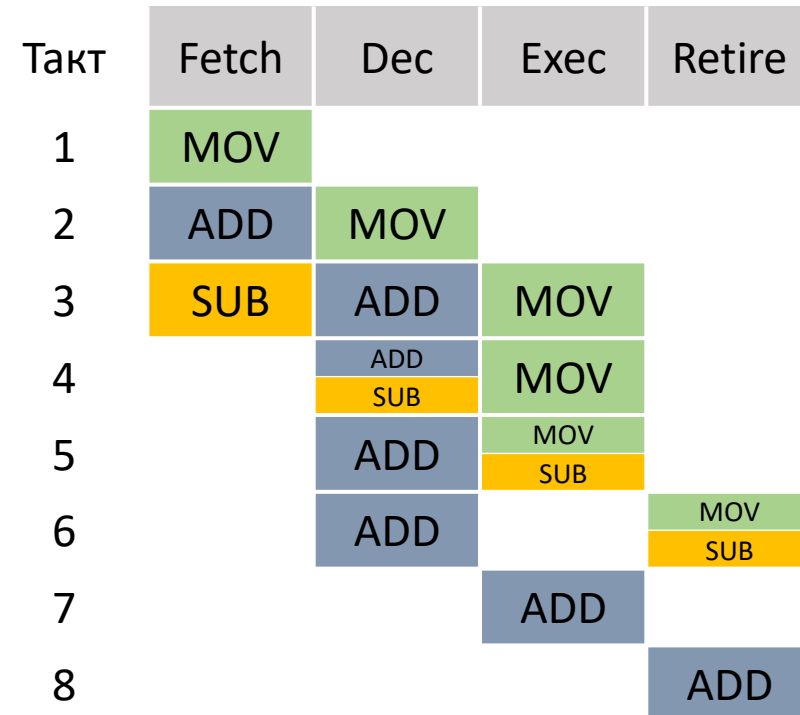 Такт Fetch Dec Exec Retire
1 MOV
2 ADD MOV
3 SUB ADD MOV
4 ADD SUB MOV
5 ADD MOV SUB
6 ADD MOV SUB
7 ADD
8 ADD